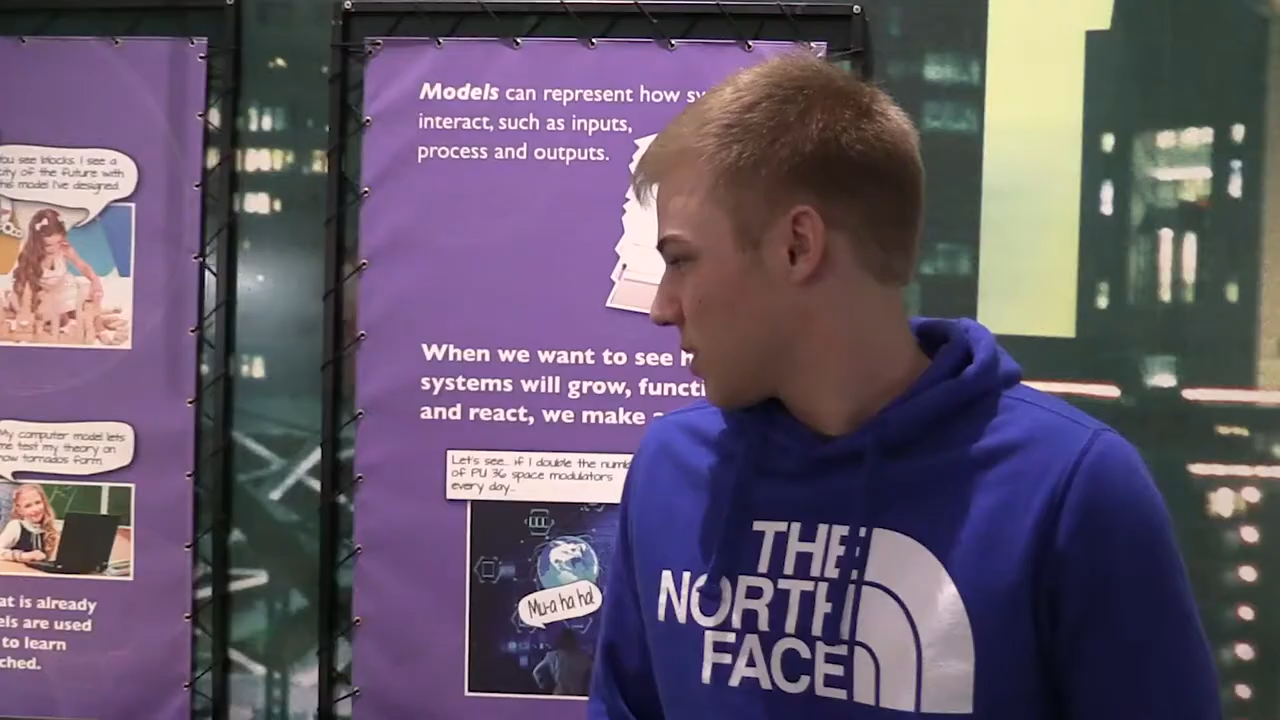 ou see blocks. I see a
city of the future with
this model I've designed.
My computer model lets
me test my theory on
how tornados form.
at is already
els are used
to learn
ched.
Models can represent how sy
interact, such as inputs,
process and outputs.
When we want to see h
systems will grow, functi
and react, we make
Let's see... if I double the numb
of PU 36 space modulators
every day...
Mu-a ha ha!
THE
NORTH
FACE